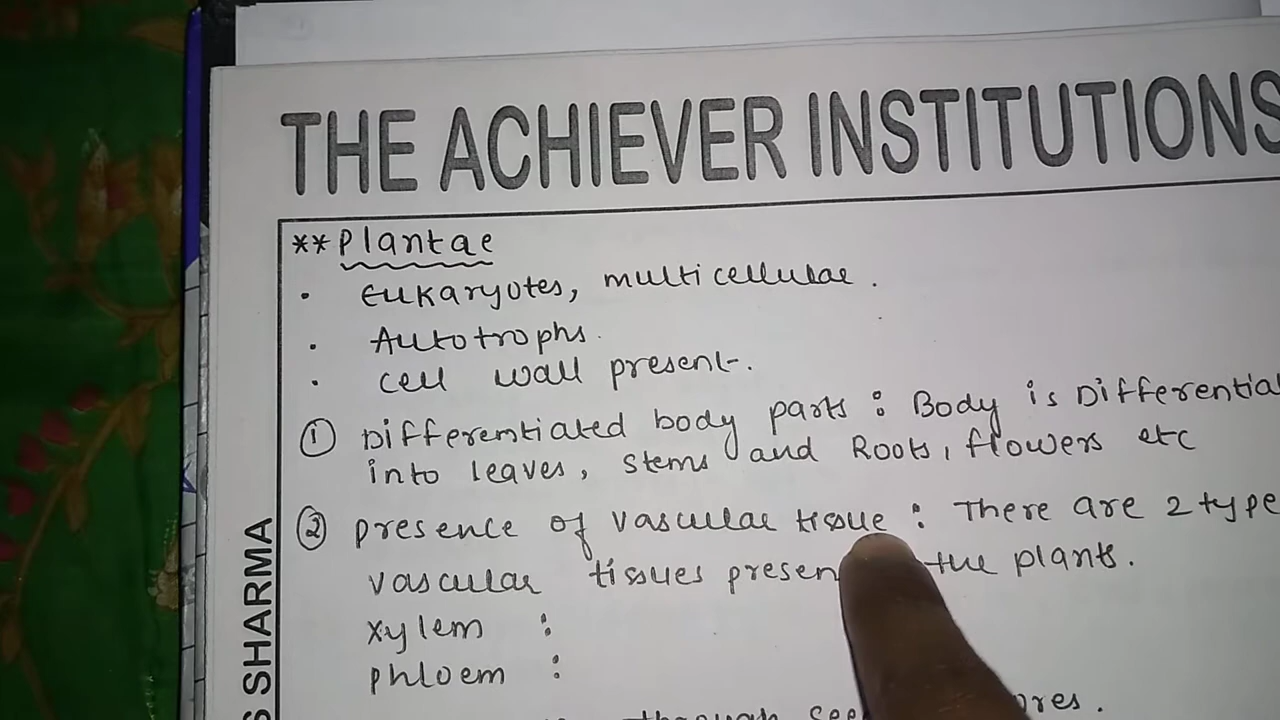 THE ACHIEVER INSTITUTIONS
**Plantae
• Eukaryotes, multicellular.
• Autotrophs.
• cell wall present.
① Differentiated body parts : Body is Differential
into leaves, stems and Roots, flowers etc
② presence of vascular tissue : There are 2 type
vascular tissues presen the plants.
xylem :
phloem :
through
SHARMA